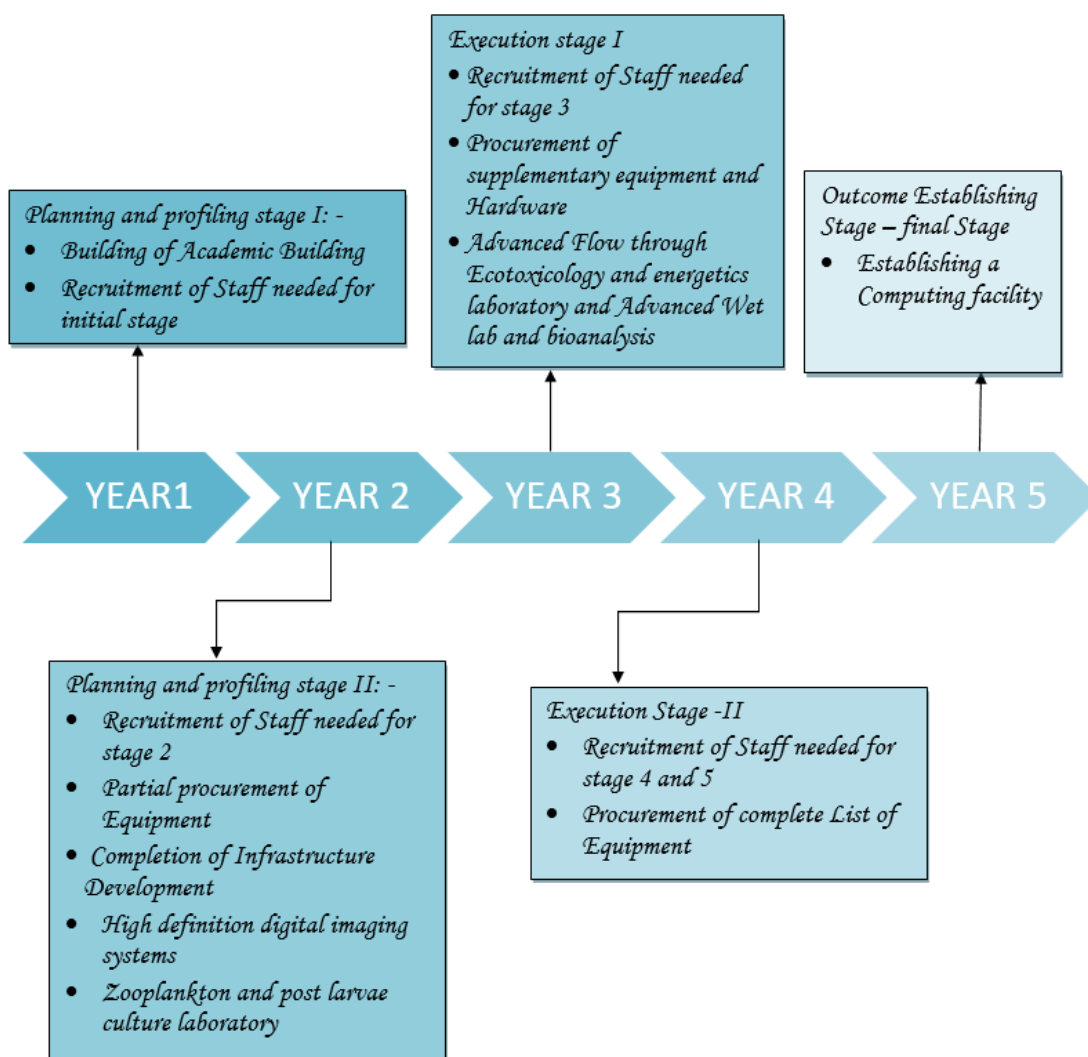 Execution stage I
• Recruitment of Staff needed
for stage 3
• Procurement of
supplementary equipment and
Hardware
• Advanced Flow through
Ecotoxicology and energetics
laboratory and Advanced Wet
lab and bioanalysis
Planning and profiling stage I: -
• Building of Academic Building
• Recruitment of Staff needed for
initial stage
Outcome Establishing
Stage – final Stage
• Establishing a
Computing facility
YEAR1
YEAR 2
YEAR 3
YEAR 4
YEAR 5
Planning and profiling stage II: -
• Recruitment of Staff needed for
stage 2
• Partial procurement of
Equipment
• Completion of Infrastructure
Development
• High definition digital imaging
systems
• Zooplankton and post larvae
culture laboratory
Execution Stage -II
• Recruitment of Staff needed for
stage 4 and 5
• Procurement of complete List of
Equipment